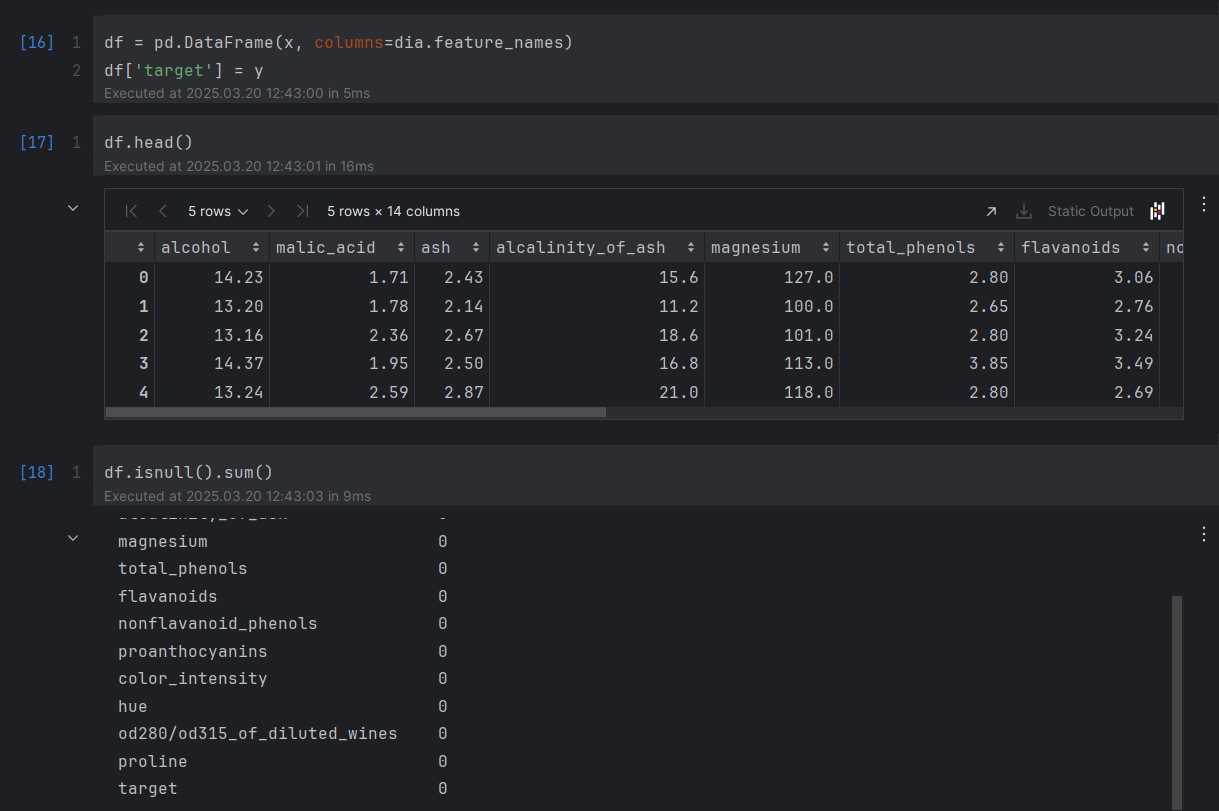 [16] 1 df = pd.DataFrame(x, columns=dia.feature_names)
2 df['target'] = y
Executed at 2025.03.20 12:43:00 in 5ms
[17] 1 df.head()
Executed at 2025.03.20 12:43:01 in 16ms
5 rows 5 rows × 14 columns Static Output
alcohol malic_acid ash alcalinity_of_ash magnesium total_phenols flavanoids
0 14.23 1.71 2.43 15.6 127.0 2.80 3.06
1 13.20 1.78 2.14 11.2 100.0 2.65 2.76
2 13.16 2.36 2.67 18.6 101.0 2.80 3.24
3 14.37 1.95 2.50 16.8 113.0 3.85 3.49
4 13.24 2.59 2.87 21.0 118.0 2.80 2.69
[18] 1 df.isnull().sum()
Executed at 2025.03.20 12:43:03 in 9ms
magnesium 0
total_phenols 0
flavanoids 0
nonflavanoid_phenols 0
proanthocyanins 0
color_intensity 0
hue 0
od280/od315_of_diluted_wines 0
proline 0
target 0